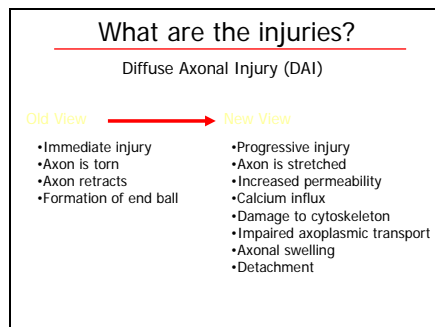 What are the injuries?
Diffuse Axonal Injury (DAI)
Old View
•Immediate injury
•Axon is torn
•Axon retracts
•Formation of end ball
New View
•Progressive injury
•Axon is stretched
•Increased permeability
•Calcium influx
•Damage to cytoskeleton
•Impaired axoplasmic transport
•Axonal swelling
•Detachment